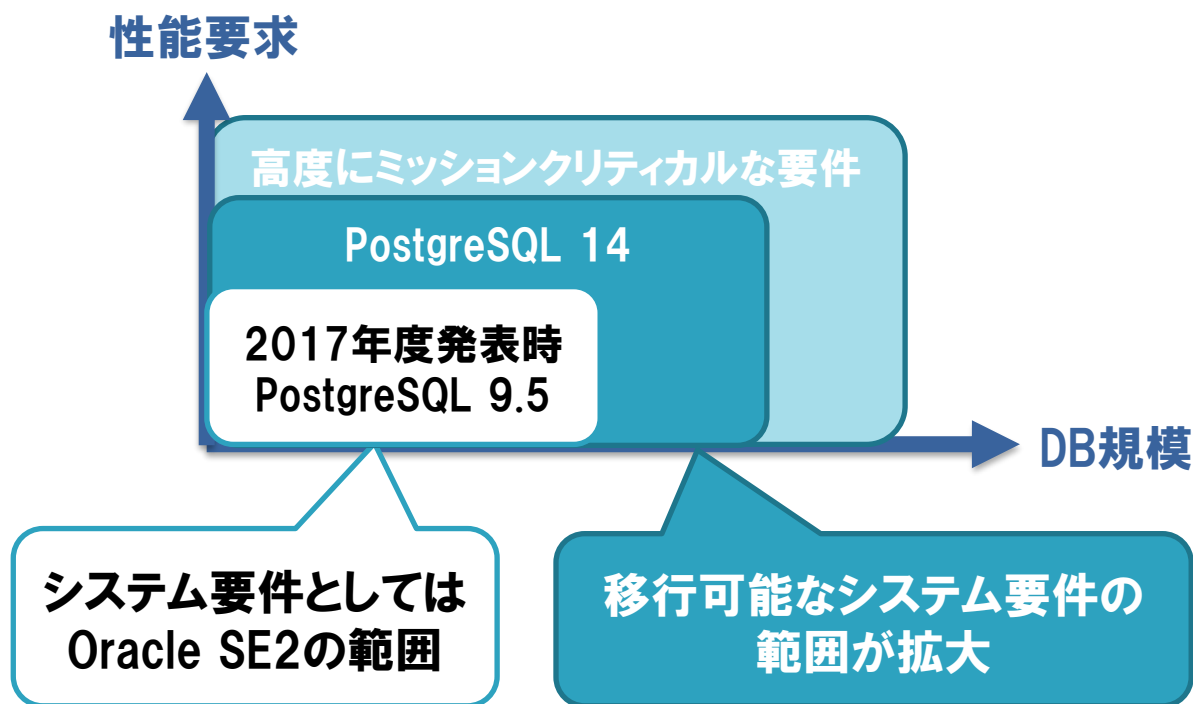 性能要求
高度にミッションクリティカルな要件
PostgreSQL 14
2017年度発表時
PostgreSQL 9.5
DB規模
システム要件としては
Oracle SE2の範囲
移行可能なシステム要件の
範囲が拡大